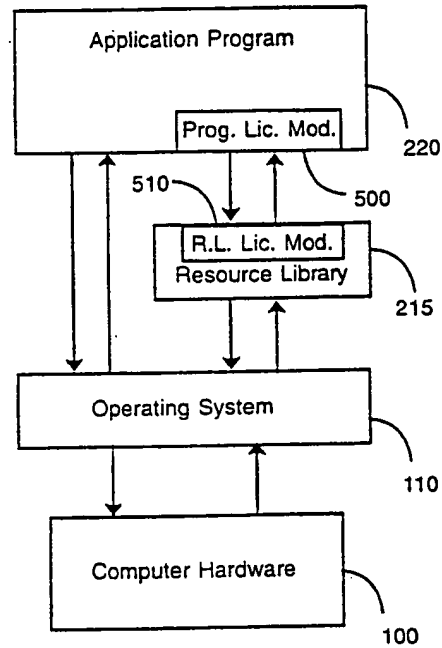 Application Program
Prog. Lic. Mod.
220
500
510
R.L. Lic. Mod.
Resource Library
215
Operating System
110
Computer Hardware
100